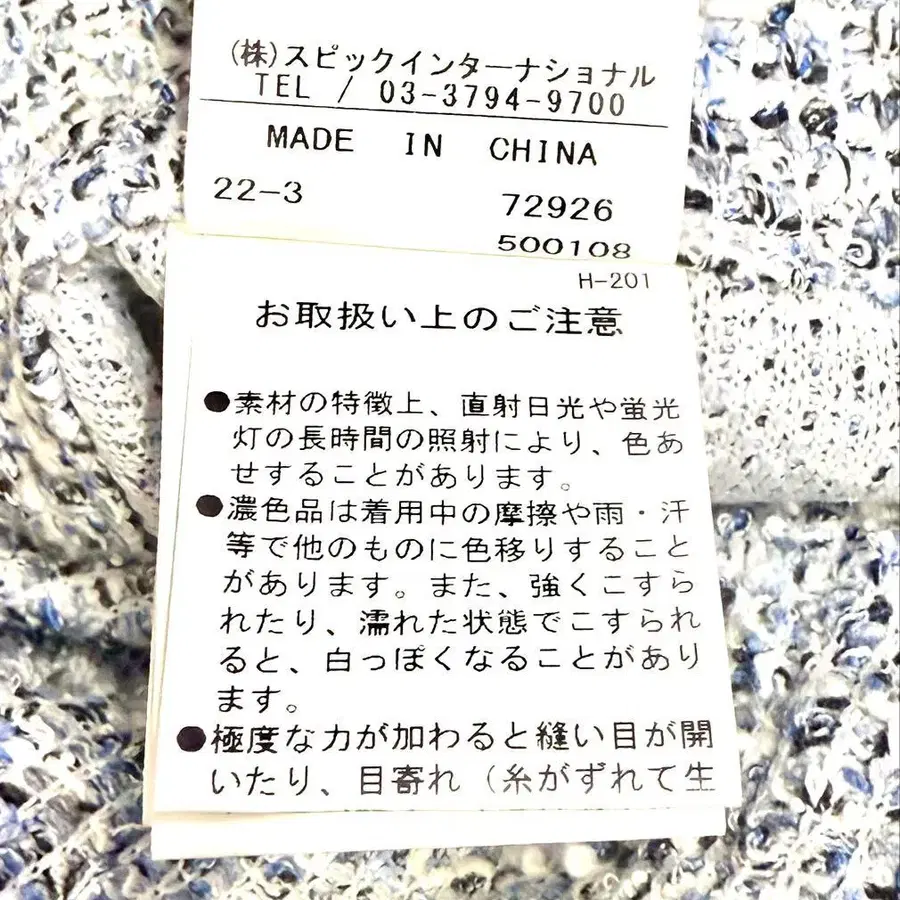 (株)スピックインターナショナル
TEL / 03-3794-9700
MADE IN CHINA
22-3
72926
500108
H-201
お取扱い上のご注意
●素材の特徴上、直射日光や蛍光
灯の長時間の照射により、色あ
せすることがあります。
●濃色品は着用中の摩擦や雨・汗
等で他のものに色移りすること
があります。また、強くこすら
れたり、濡れた状態でこすられ
ると、白っぽくなることがあり
ます。
●極度な力が加わると縫い目が開
いたり、目寄れ（糸がずれて生